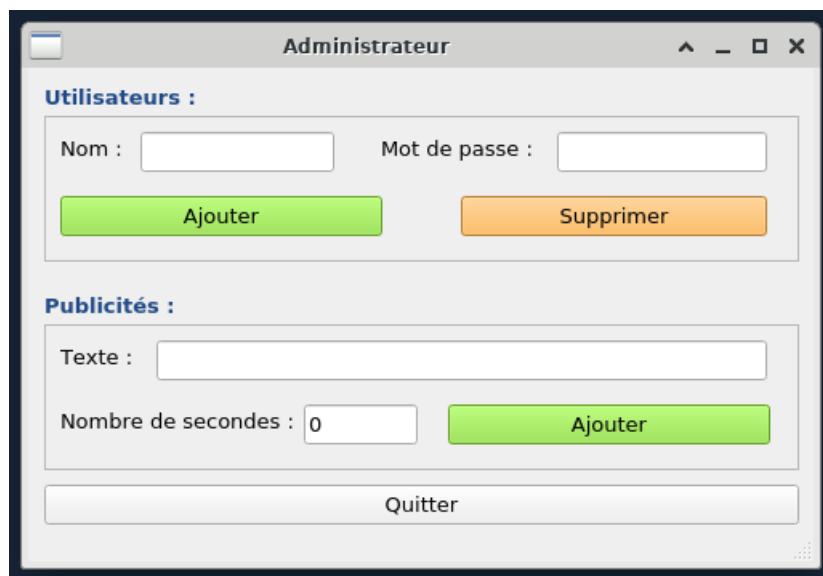 Administrateur
Utilisateurs :
Nom : Mot de passe :
Ajouter Supprimer
Publicités :
Texte :
Nombre de secondes : 0 Ajouter
Quitter